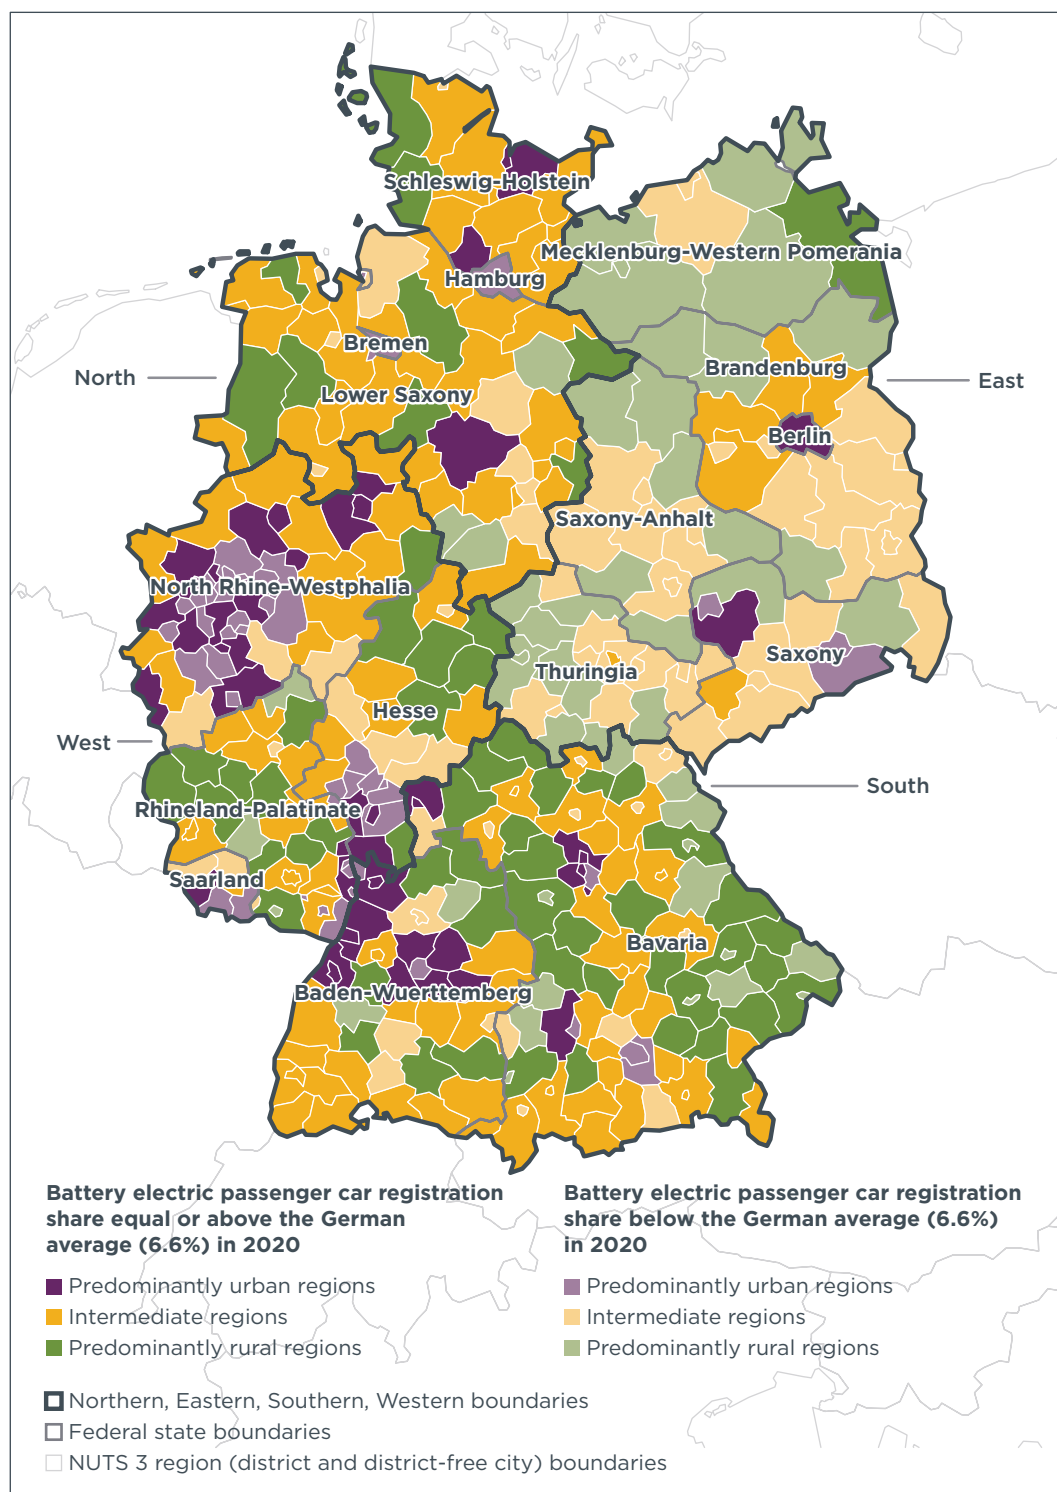 Schleswig-Holstein
Mecklenburg-Western Pomerania
Hamburg
Bremen
North
Lower Saxony
Brandenburg
East
Berlin
Saxony-Anhalt
North Rhine-Westphalia
Saxony
Thuringia
Hesse
West
South
Rhineland-Palatinate
Saarland
Bavaria
Baden-Wuerttemberg
Battery electric passenger car registration
share equal or above the German
average (6.6%) in 2020
Predominantly urban regions
Intermediate regions
Predominantly rural regions
Battery electric passenger car registration
share below the German average (6.6%)
in 2020
Predominantly urban regions
Intermediate regions
Predominantly rural regions
Northern, Eastern, Southern, Western boundaries
Federal state boundaries
NUTS 3 region (district and district-free city) boundaries